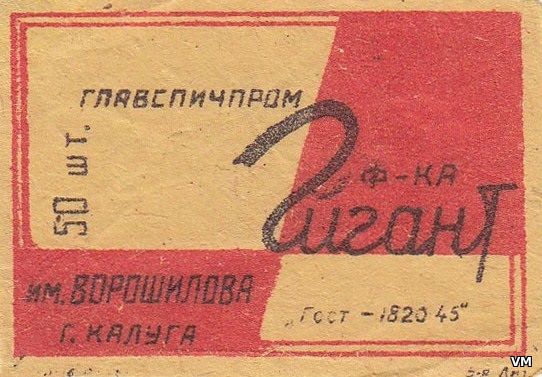 ГЛАВСПИЧПРОМ
50 шт.
Ф-КА
Гигант
им. ВОРОШИЛОВА
Г. КАЛУГА
„Гост – 1820 45"
VM